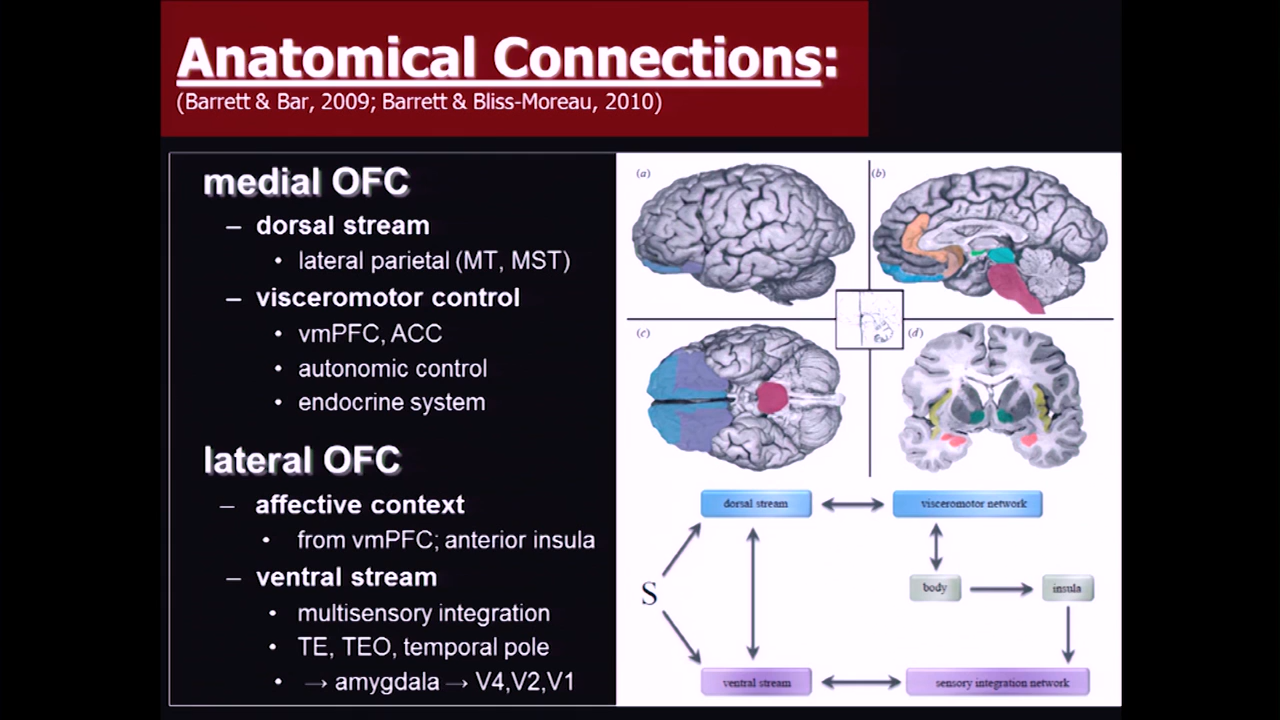 Anatomical Connections:
(Barrett & Bar, 2009; Barrett & Bliss-Moreau, 2010)
medial OFC
– dorsal stream
• lateral parietal (MT, MST)
– visceromotor control
• vmPFC, ACC
• autonomic control
• endocrine system
lateral OFC
– affective context
• from vmPFC; anterior insula
– ventral stream
• multisensory integration
• TE, TEO, temporal pole
• → amygdala → V4,V2,V1
(a)
(b)
(c)
(d)
dorsal stream
visceromotor network
S
body
insula
ventral stream
sensory integration network